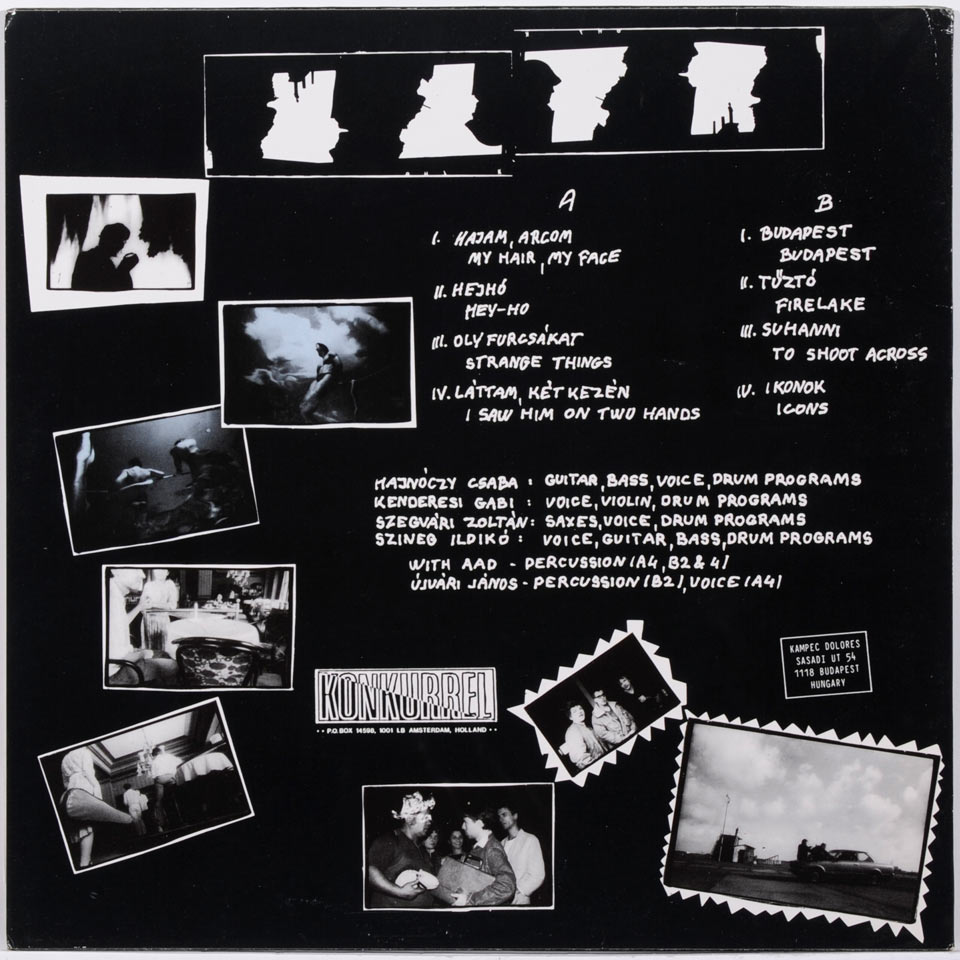 A
I. HAJAM, ARCOM
MY HAIR, MY FACE
II. HEJHÓ
HEY-HO
III. OLY FURCSÁKAT
STRANGE THINGS
IV. LÁTTAM, KÉT KEZÉN
I SAW HIM ON TWO HANDS
B
I. BUDAPEST
BUDAPEST
II. TŰZTÓ
FIRELAKE
III. SUHANNI
TO SHOOT ACROSS
IV. IKONOK
ICONS
HAJNÓCZY CSABA : GUITAR, BASS, VOICE, DRUM PROGRAMS
KENDERESI GABI : VOICE, VIOLIN, DRUM PROGRAMS
SZEGVÁRI ZOLTÁN: SAXES, VOICE, DRUM PROGRAMS
SZINEG ILDIKÓ : VOICE, GUITAR, BASS, DRUM PROGRAMS
WITH AAD - PERCUSSION (A4, B2 & 4)
ÚJVÁRI JÁNOS - PERCUSSION (B2), VOICE (A4)
KAMPEC DOLORES
SASADI UT 54
1118 BUDAPEST
HUNGARY
KONKURREL
•• P.O. BOX 14598, 1001 LB AMSTERDAM, HOLLAND ••